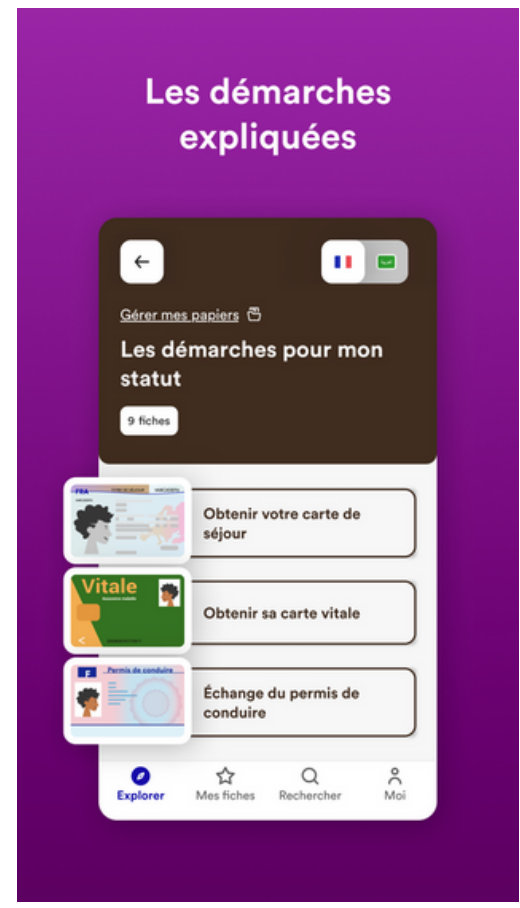 Les démarches
expliquées
Gérer mes papiers
Les démarches pour mon
statut
9 fiches
FRA
Obtenir votre carte de
séjour
Vitale
Obtenir sa carte vitale
F Permis de conduire
Échange du permis de
conduire
Explorer Mes fiches Rechercher Moi